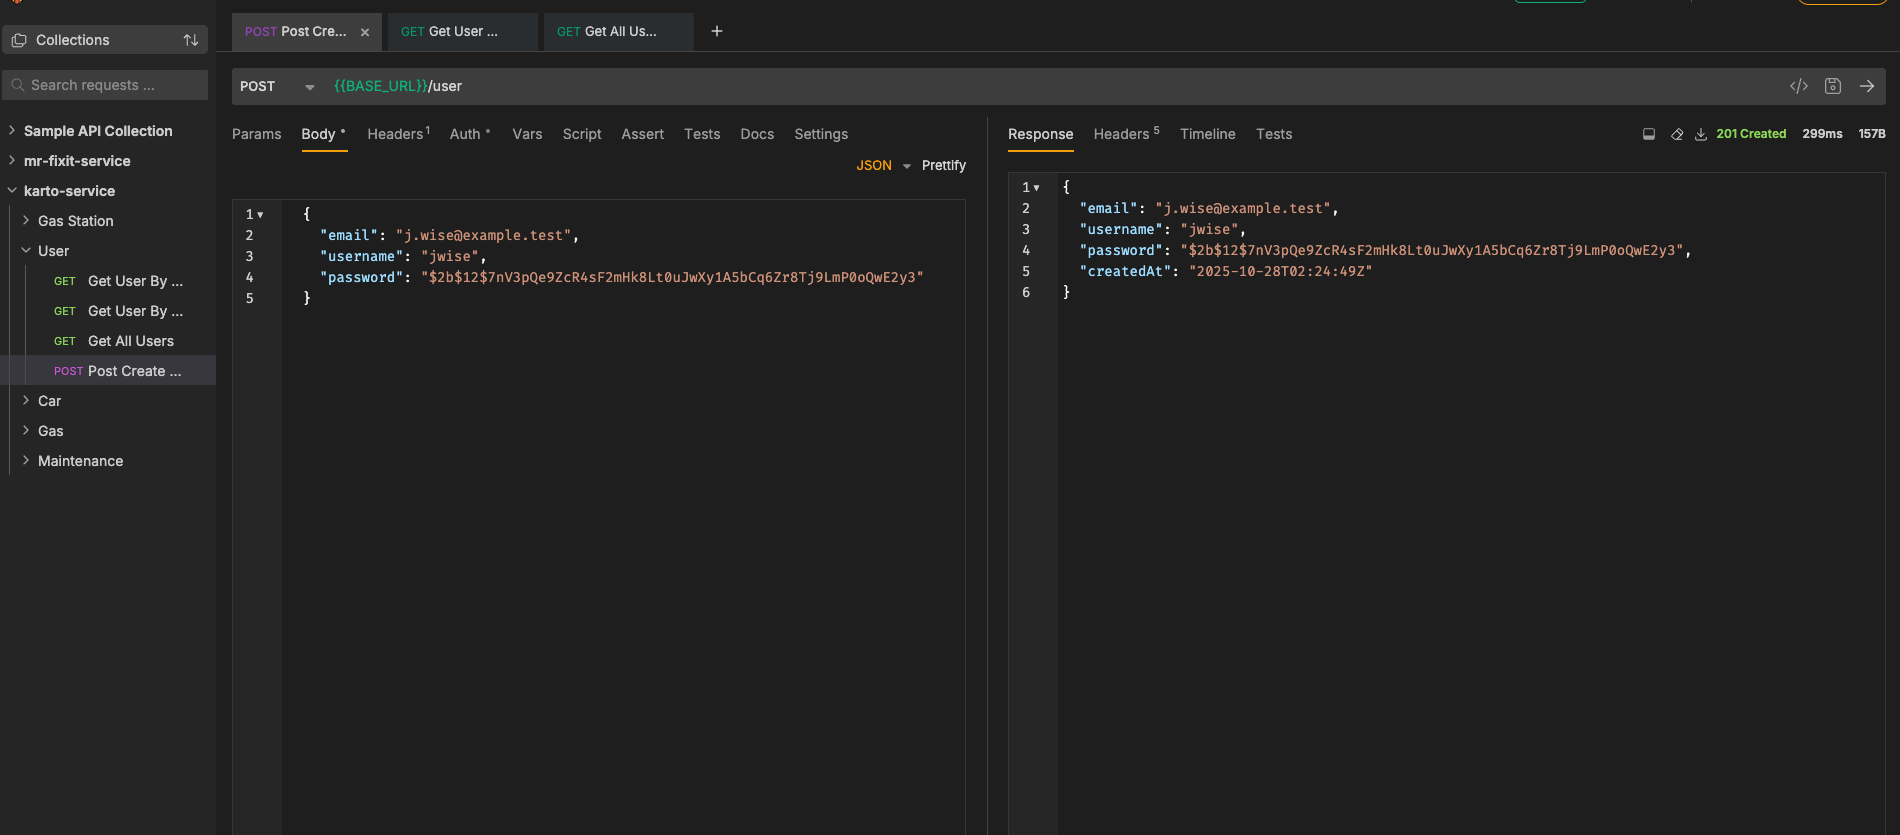 Collections
Search requests ...
Sample API Collection
mr-fixit-service
karto-service
Gas Station
User
GET Get User By ...
GET Get User By ...
GET Get All Users
POST Post Create ...
Car
Gas
Maintenance
POST Post Cre... × GET Get User ... GET Get All Us... +
POST {{BASE_URL}}/user
Params Body Headers 1 Auth Vars Script Assert Tests Docs Settings
JSON Prettify
1 {
2 "email": "j.wise@example.test",
3 "username": "jwise",
4 "password": "$2b$12$7nV3pQe9ZcR4sF2mHk8Lt0uJwXy1A5bCq6Zr8Tj9LmP0oQwE2y3"
5 }
Response Headers 5 Timeline Tests 201 Created 299ms 157B
1 {
2 "email": "j.wise@example.test",
3 "username": "jwise",
4 "password": "$2b$12$7nV3pQe9ZcR4sF2mHk8Lt0uJwXy1A5bCq6Zr8Tj9LmP0oQwE2y3",
5 "createdAt": "2025-10-28T02:24:49Z"
6 }